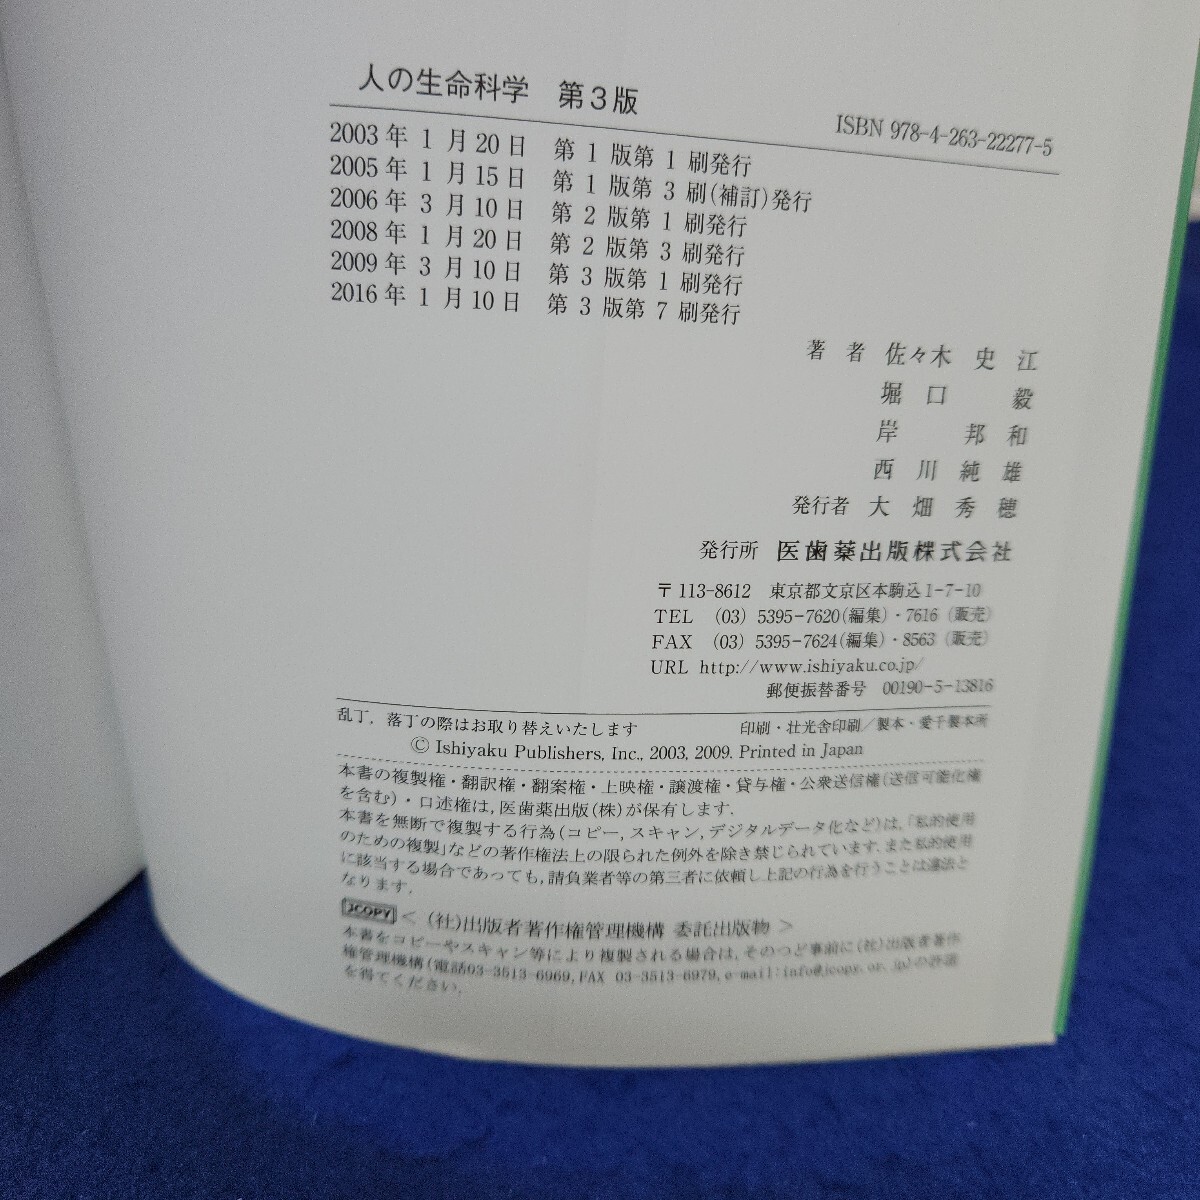 人の生命科学 第3版
ISBN 978-4-263-22277-5
2003年 1 月20日 第 1 版第 1 刷発行
2005年 1 月15日 第 1 版第 3 刷(補訂)発行
2006年 3 月10日 第 2 版第 1 刷発行
2008年 1 月20日 第 2 版第 3 刷発行
2009年 3 月10日 第 3 版第 1 刷発行
2016年 1 月10日 第 3 版第 7 刷発行
著 者 佐々木 史 江
堀 口 毅
岸 邦 和
西 川 純 雄
発行者 大 畑 秀 穂
発行所 医歯薬出版株式会社
〒113-8612 東京都文京区本駒込1-7-10
TEL (03) 5395-7620(編集)・7616 (販売)
FAX (03) 5395-7624(編集)・8563 (販売)
URL http://www.ishiyaku.co.jp/
郵便振替番号 00190-5-13816
乱丁，落丁の際はお取り替えいたします 印刷・壮光舎印刷/製本・愛千製本所
© Ishiyaku Publishers, Inc., 2003, 2009. Printed in Japan
本書の複製権・翻訳権・翻案権・上映権・譲渡権・貸与権・公衆送信権(送信可能化権
を含む)・口述権は, 医歯薬出版(株)が保有します.
本書を無断で複製する行為(コピー, スキャン, デジタルデータ化など)は,「私的使用
のための複製」などの著作権法上の限られた例外を除き禁じられています. また私的使用
に該当する場合であっても, 請負業者等の第三者に依頼し上記の行為を行うことは違法と
なります.
JCOPY <(社)出版者著作権管理機構 委託出版物>
本書をコピーやスキャン等により複製される場合は, そのつど事前に(社)出版者著作
権管理機構(電話03-3513-6969, FAX 03-3513-6979, e-mail:info@jcopy.or.jp)の許諾
を得てください.